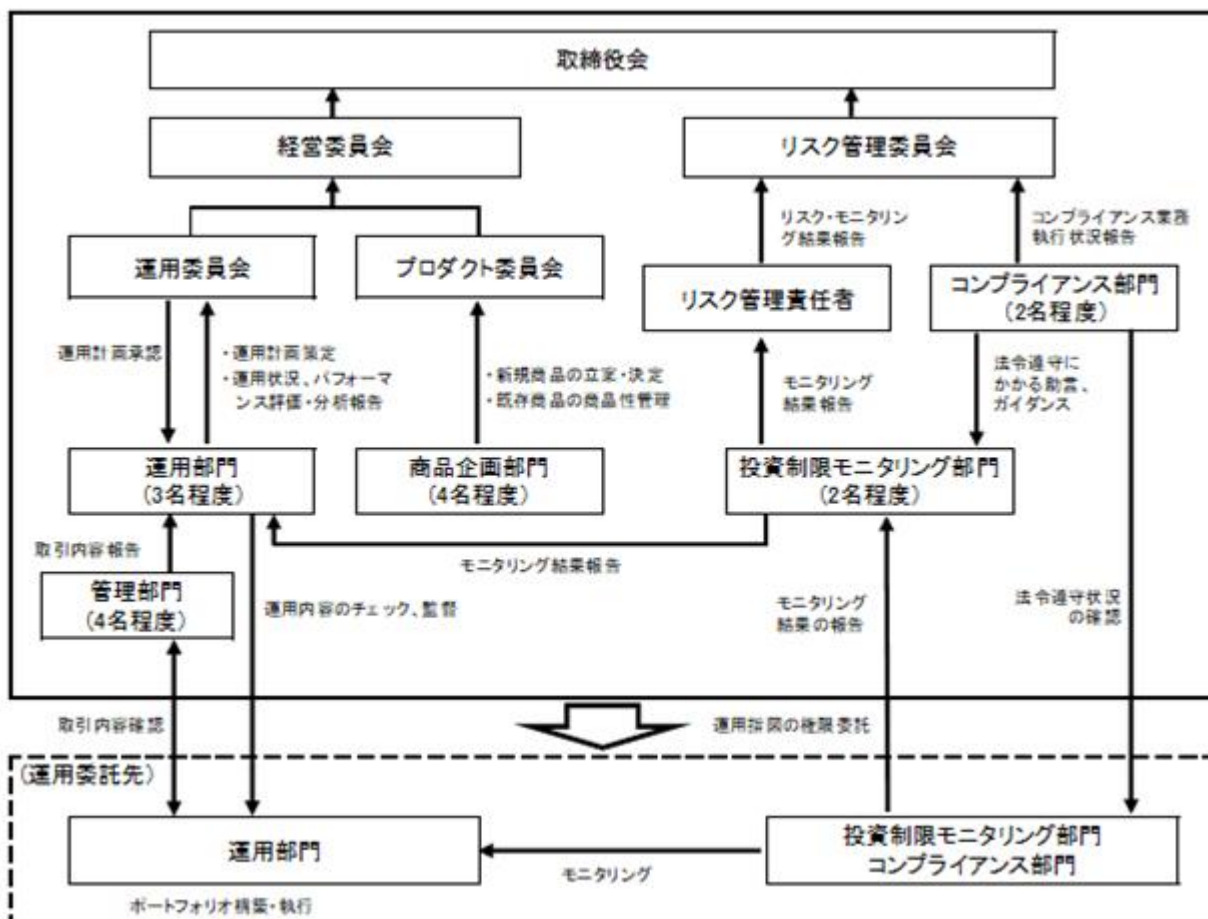 取締役会
経営委員会
リスク管理委員会
リスク・モニタリン
グ結果報告
コンプライアンス業務
執行状況報告
運用委員会
プロダクト委員会
リスク管理責任者
コンプライアンス部門
(2名程度)
運用計画承認
・運用計画策定
・運用状況、パフォーマ
ンス評価・分析報告
・新規商品の立案・決定
・既存商品の商品性管理
モニタリング
結果報告
法令遵守に
かかる助言、
ガイダンス
運用部門
(3名程度)
商品企画部門
(4名程度)
投資制限モニタリング部門
(2名程度)
取引内容報告
モニタリング結果報告
管理部門
(4名程度)
運用内容のチェック、監督
モニタリング
結果の報告
法令遵守状況
の確認
取引内容確認
運用指図の権限委託
(運用委託先)
運用部門
モニタリング
投資制限モニタリング部門
コンプライアンス部門
ポートフォリオ構築・執行